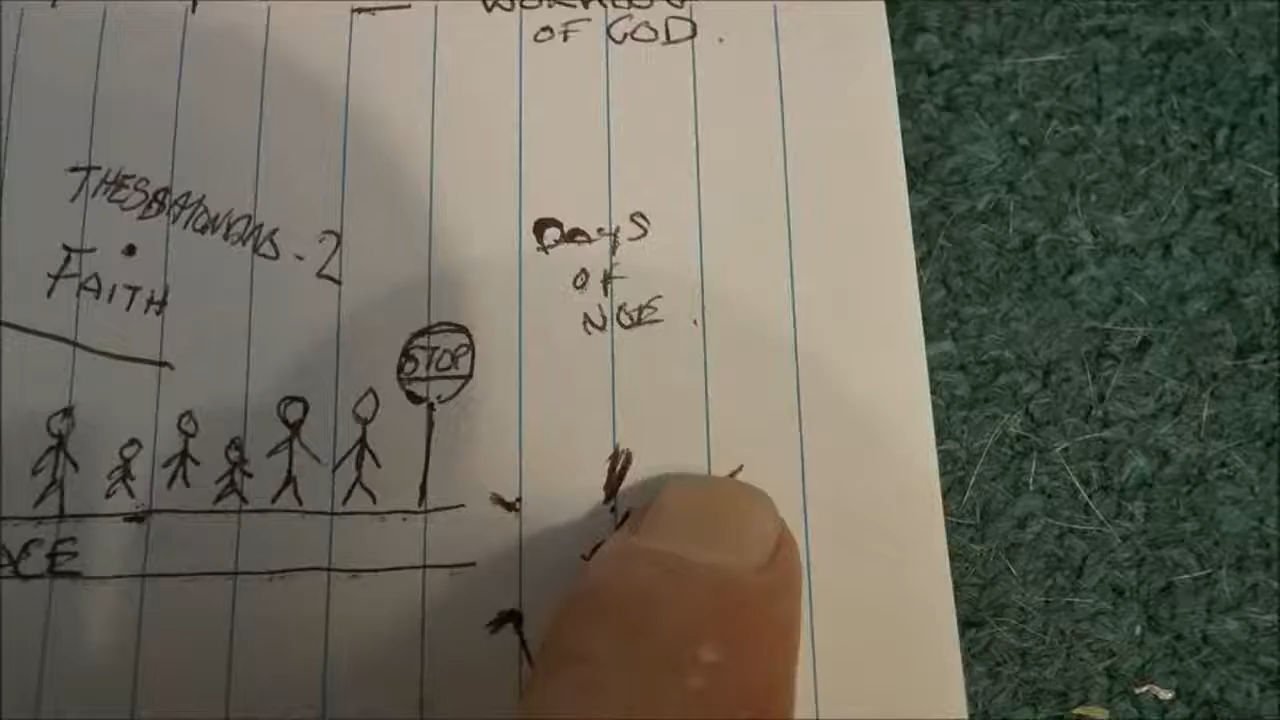 OF GOD.
THESSALONIANS - 2
FAITH
Days
OF
NOE.
STOP
ACE